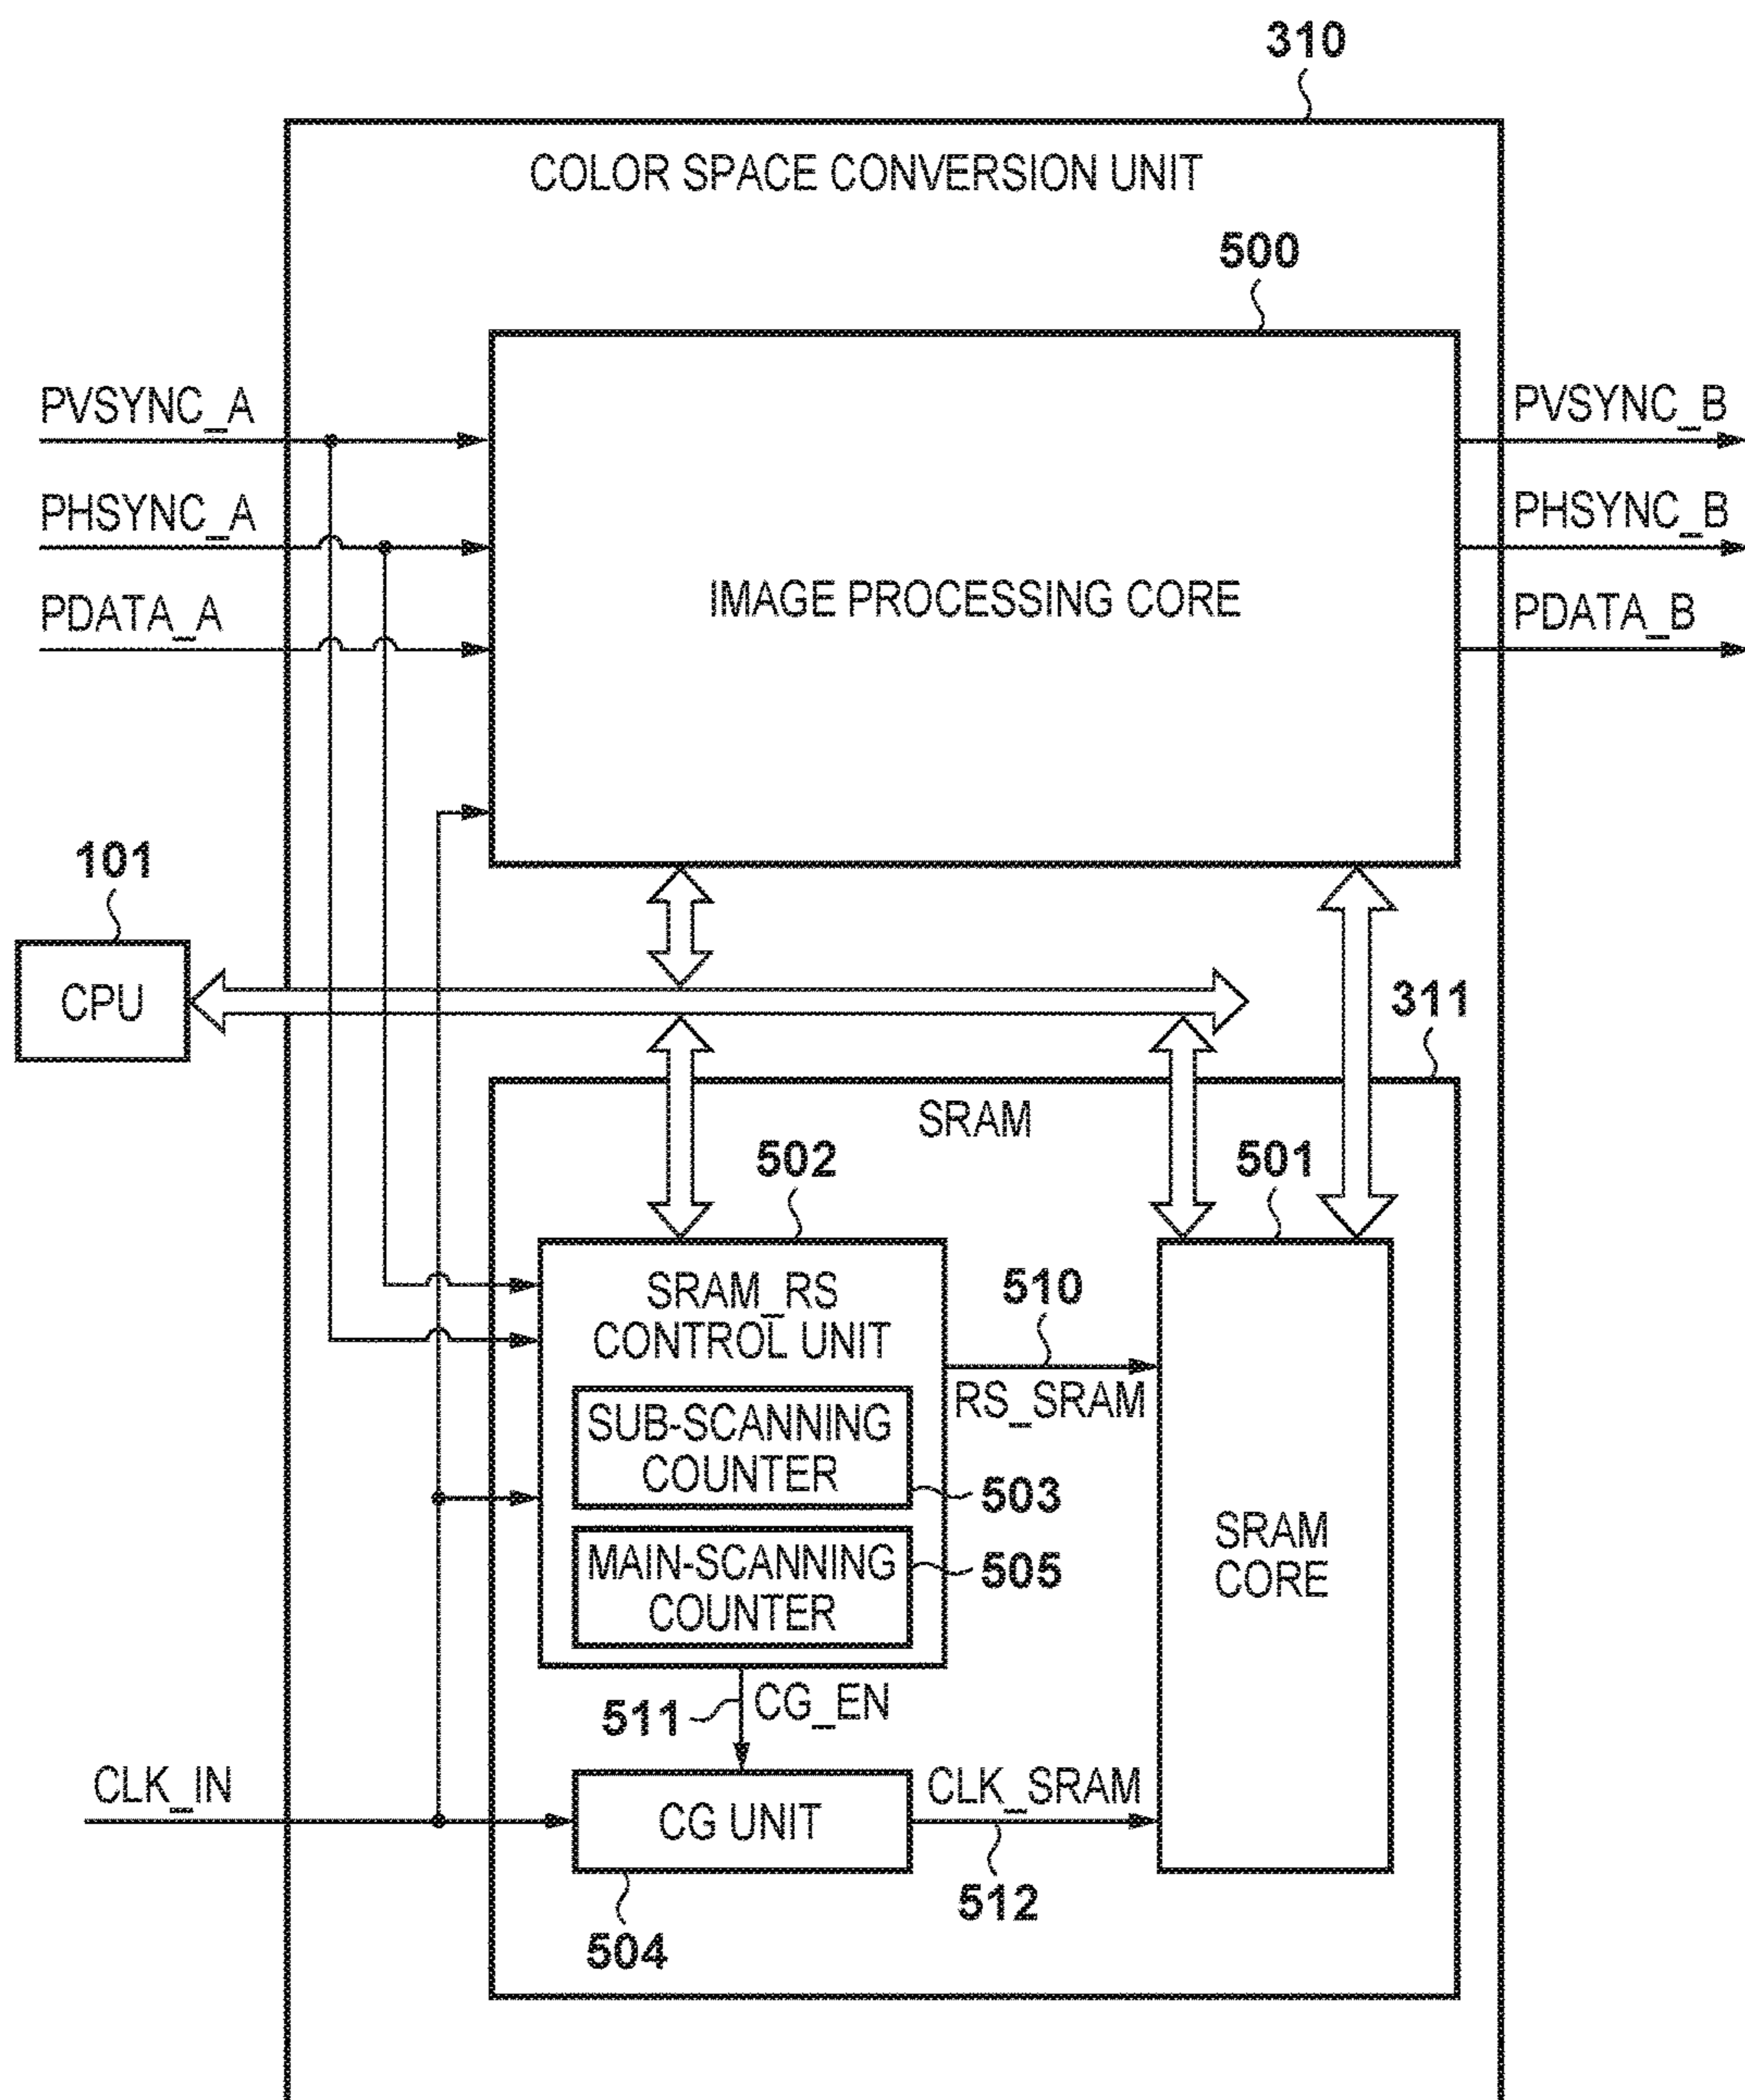 310
COLOR SPACE CONVERSION UNIT
500
PVSYNC_A
PVSYNC_B
PHSYNC_A
PHSYNC_B
IMAGE PROCESSING CORE
PDATA_A
PDATA_B
101
CPU
311
SRAM
502
501
SRAM_RS
CONTROL UNIT
510
RS_SRAM
SUB-SCANNING
COUNTER
503
MAIN-SCANNING
COUNTER
505
SRAM
CORE
511
CG_EN
CLK_IN
CG UNIT
CLK_SRAM
512
504